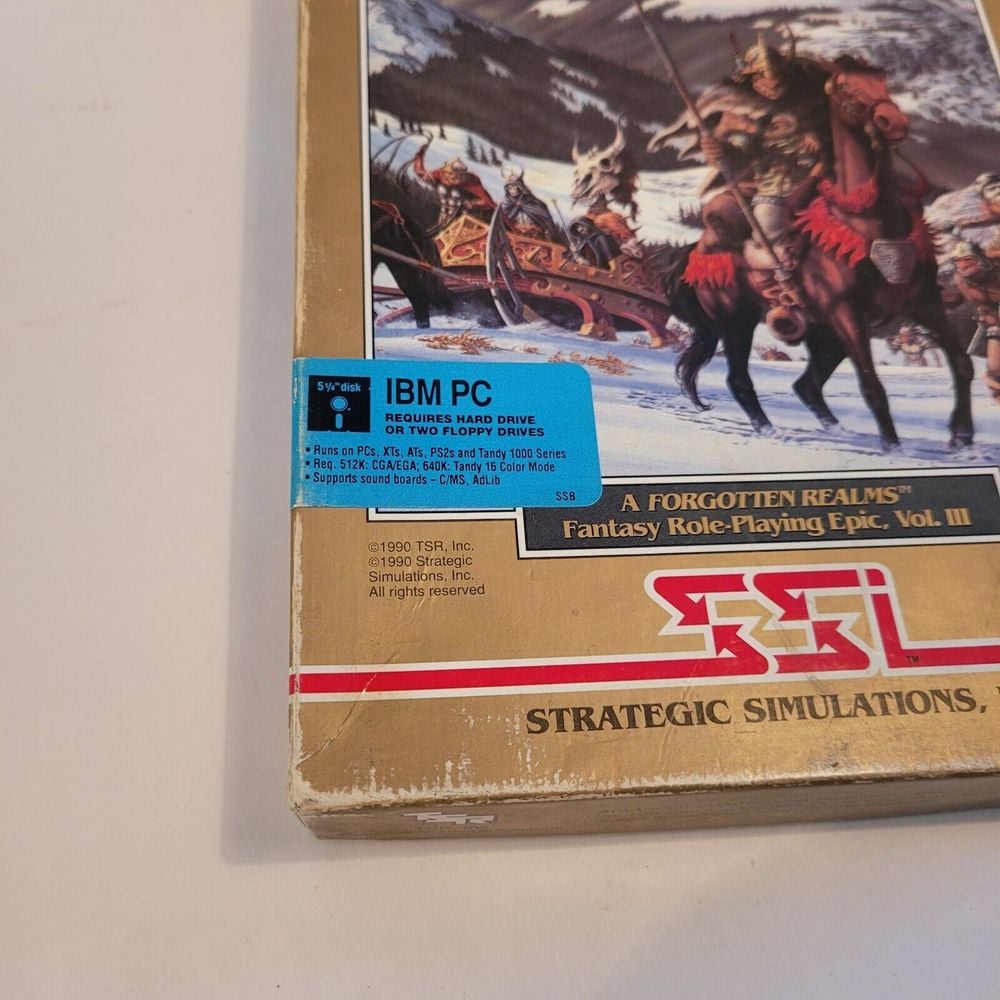 5¼" disk
IBM PC
REQUIRES HARD DRIVE
OR TWO FLOPPY DRIVES
• Runs on PCs, XTs, ATs, PS2s and Tandy 1000 Series
• Req. 512K: CGA/EGA; 640K: Tandy 16 Color Mode
• Supports sound boards – C/MS, AdLib
SSB
A FORGOTTEN REALMS™
Fantasy Role-Playing Epic, Vol. III
©1990 TSR, Inc.
©1990 Strategic
Simulations, Inc.
All rights reserved
SSi™
STRATEGIC SIMULATIONS,
TSR